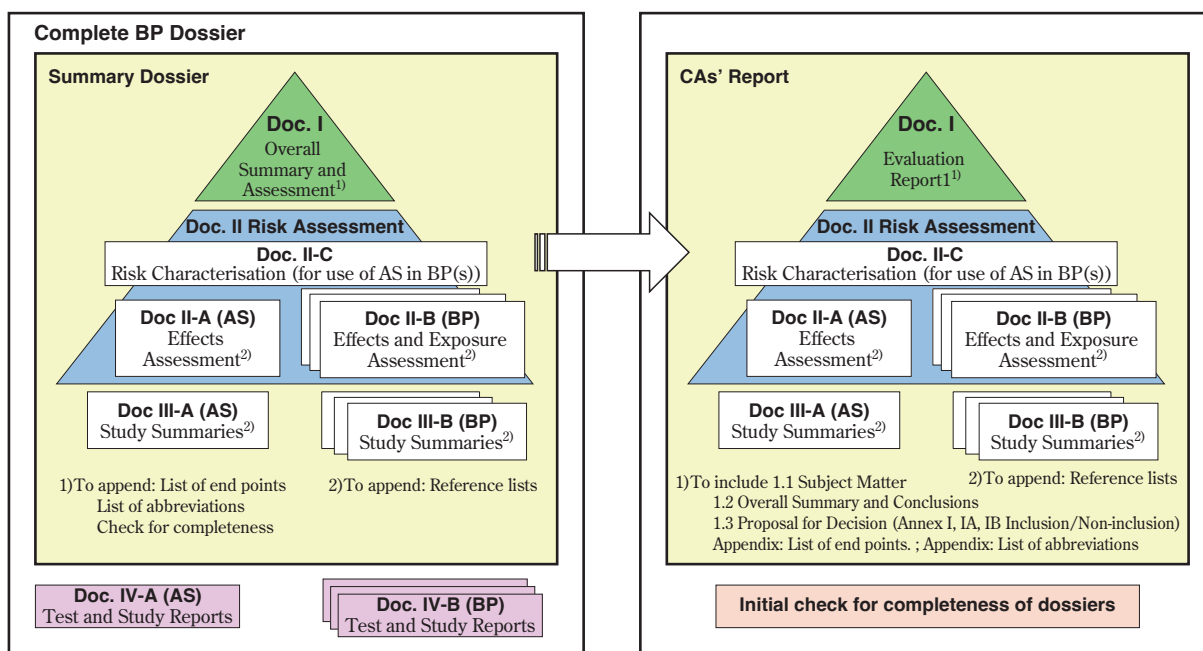 Complete BP Dossier
Summary Dossier
Doc. I
Overall
Summary and
Assessment1)
Doc. II Risk Assessment
Doc. II-C
Risk Characterisation (for use of AS in BP(s))
Doc II-A (AS)
Effects
Assessment2)
Doc II-B (BP)
Effects and Exposure
Assessment2)
Doc III-A (AS)
Study Summaries2)
Doc III-B (BP)
Study Summaries2)
1)To append: List of end points
List of abbreviations
Check for completeness
2)To append: Reference lists
Doc. IV-A (AS)
Test and Study Reports
Doc. IV-B (BP)
Test and Study Reports
CAs' Report
Doc. I
Evaluation
Report11)
Doc. II Risk Assessment
Doc. II-C
Risk Characterisation (for use of AS in BP(s))
Doc II-A (AS)
Effects
Assessment2)
Doc II-B (BP)
Effects and Exposure
Assessment2)
Doc III-A (AS)
Study Summaries2)
Doc III-B (BP)
Study Summaries2)
1)To include 1.1 Subject Matter
1.2 Overall Summary and Conclusions
1.3 Proposal for Decision (Annex I, IA, IB Inclusion/Non-inclusion)
Appendix: List of end points. ; Appendix: List of abbreviations
2)To append: Reference lists
Initial check for completeness of dossiers